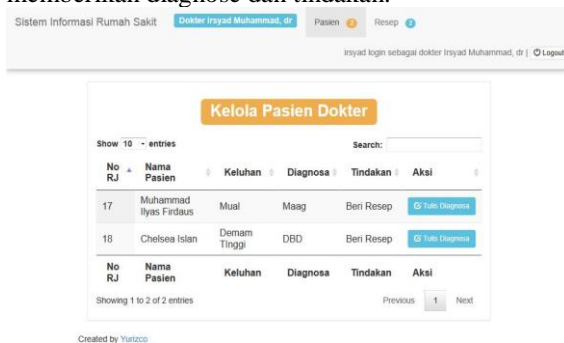 memberikan diagnose dan tindakan.
Sistem Informasi Rumah Sakit Dokter Irsyad Muhammad, dr Pasien 2 Resep 2
irsyad login sebagai dokter Irsyad Muhammad, dr | Logout
Kelola Pasien Dokter
Show 10 entries Search:
No RJ Nama Pasien Keluhan Diagnosa Tindakan Aksi
17 Muhammad Ilyas Firdaus Mual Maag Beri Resep Tulis Diagnosa
18 Chelsea Islan Demam TInggi DBD Beri Resep Tulis Diagnosa
No RJ Nama Pasien Keluhan Diagnosa Tindakan Aksi
Showing 1 to 2 of 2 entries Previous 1 Next
Created by Yurizco